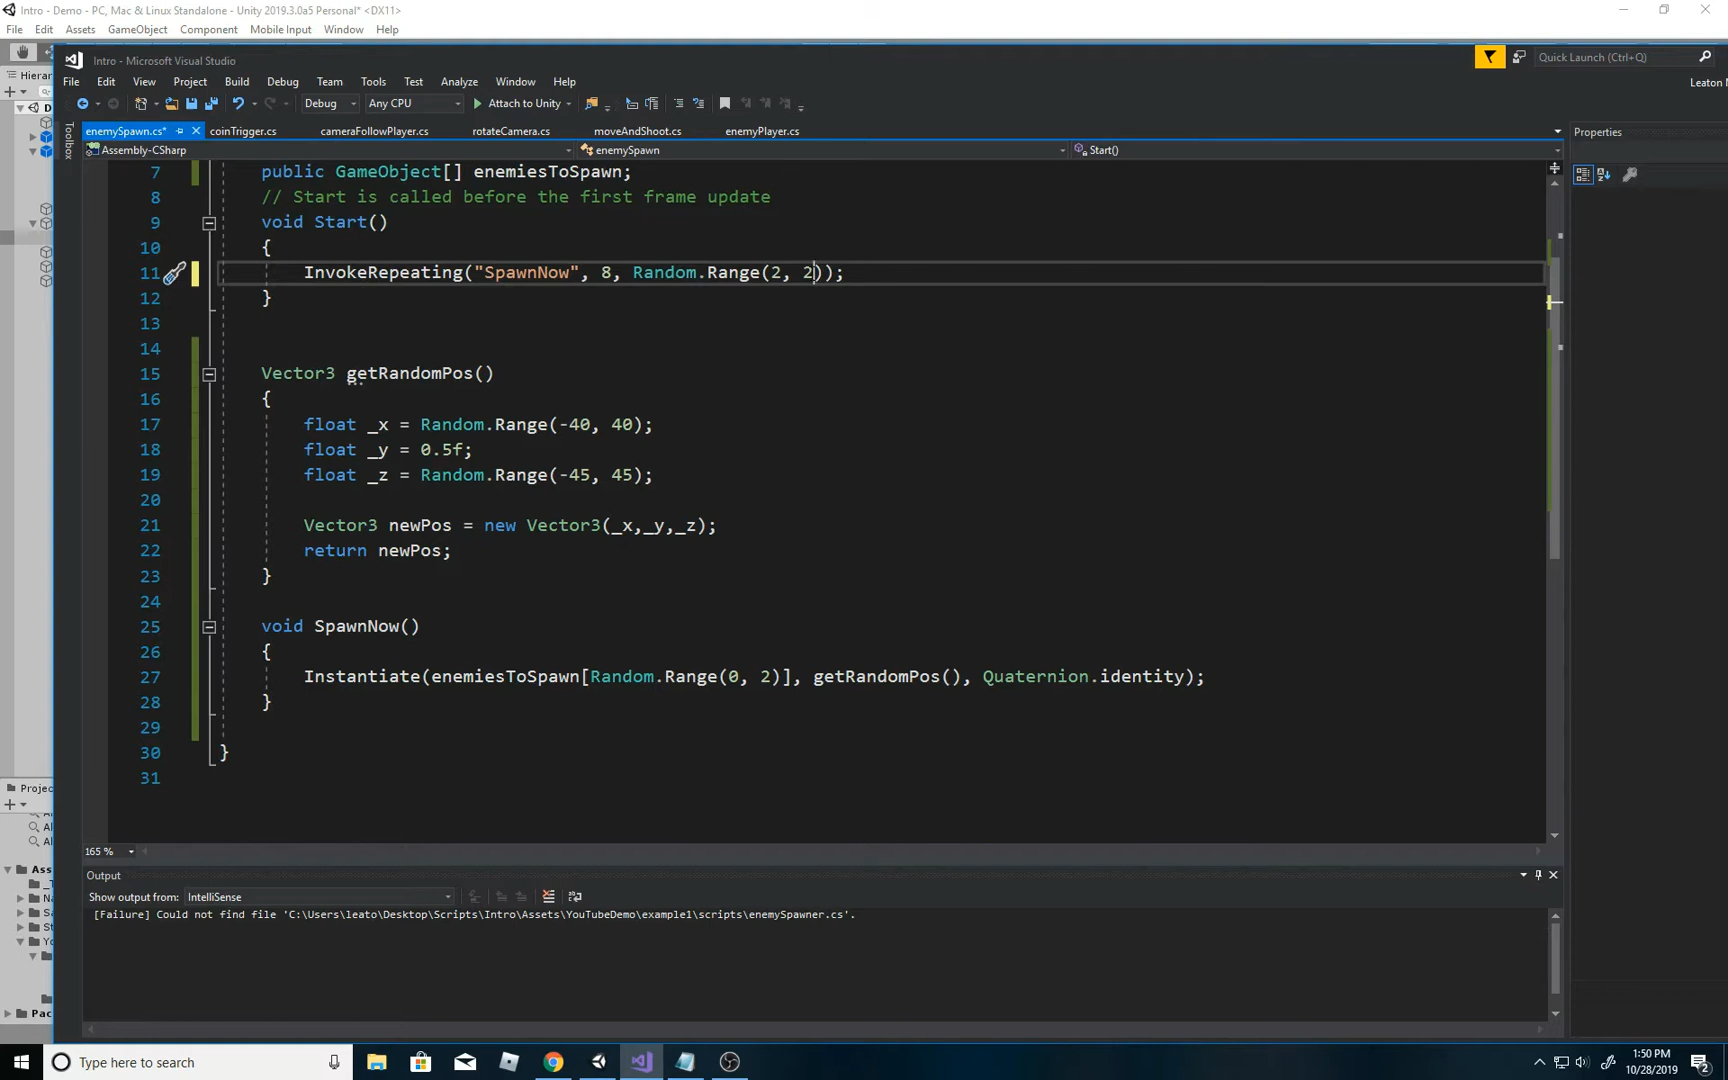 Intro - Demo - PC, Mac & Linux Standalone - Unity 2019.3.0a5 Personal* <DX11>
File Edit Assets GameObject Component Mobile Input Window Help
Intro - Microsoft Visual Studio
Quick Launch (Ctrl+Q)
File Edit View Project Build Debug Team Tools Test Analyze Window Help
Leaton
Debug Any CPU Attach to Unity
enemySpawn.cs* coinTrigger.cs cameraFollowPlayer.cs rotateCamera.cs moveAndShoot.cs enemyPlayer.cs
Properties
Toolbox
Assembly-CSharp enemySpawn Start()
7 public GameObject[] enemiesToSpawn;
8 // Start is called before the first frame update
9 void Start()
10 {
11 InvokeRepeating("SpawnNow", 8, Random.Range(2, 2));
12 }
13
14
15 Vector3 getRandomPos()
16 {
17 float _x = Random.Range(-40, 40);
18 float _y = 0.5f;
19 float _z = Random.Range(-45, 45);
20
21 Vector3 newPos = new Vector3(_x,_y,_z);
22 return newPos;
23 }
24
25 void SpawnNow()
26 {
27 Instantiate(enemiesToSpawn[Random.Range(0, 2)], getRandomPos(), Quaternion.identity);
28 }
29
30 }
31
165 %
Output
Show output from: IntelliSense
[Failure] Could not find file 'C:\Users\leato\Desktop\Scripts\Intro\Assets\YouTubeDemo\example1\scripts\enemySpawner.cs'.
Type here to search
1:50 PM
10/28/2019
2